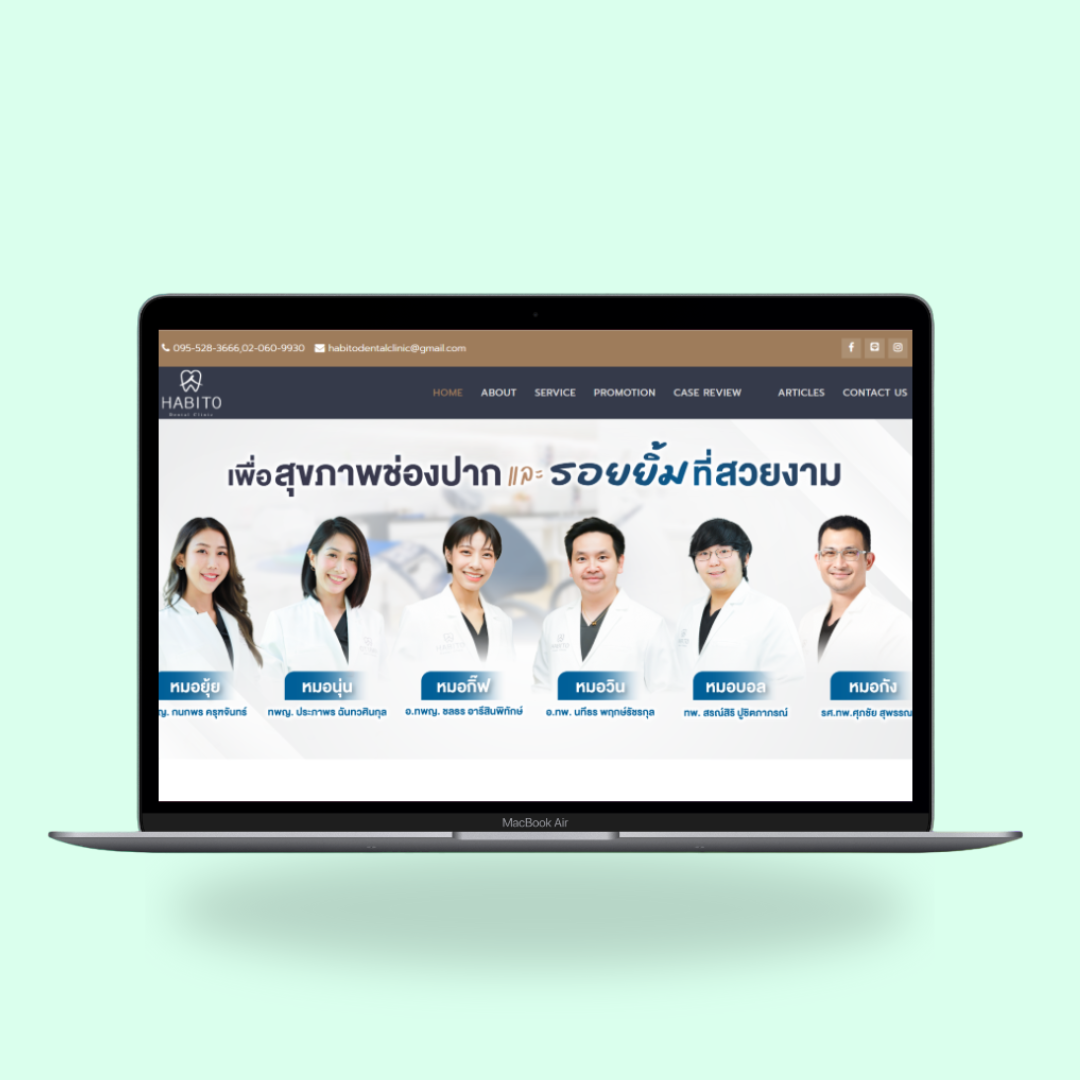 095-528-3666,02-060-9930 habitodentalclinic@gmail.com
HABITO
Dental Clinic
HOME ABOUT SERVICE PROMOTION CASE REVIEW ARTICLES CONTACT US
เพื่อสุขภาพช่องปาก และ รอยยิ้ม ที่สวยงาม
HABITO
หมอยุ้ย หมอนุ่น หมอกิ๊ฟ หมอวิน หมอบอล หมอกัง
ญ. กนกพร ครุฑจันทร์ ทพญ. ประภาพร ฉันทวศินกุล อ.ทพญ. ชลธร อารีสินพิทักษ์ อ.ทพ. นทีธร พฤกษ์รัชรกุล ทพ. สรณ์สิริ ปูชิตภากรณ์ รศ.ทพ.ศุภชัย สุพรรณ
MacBook Air